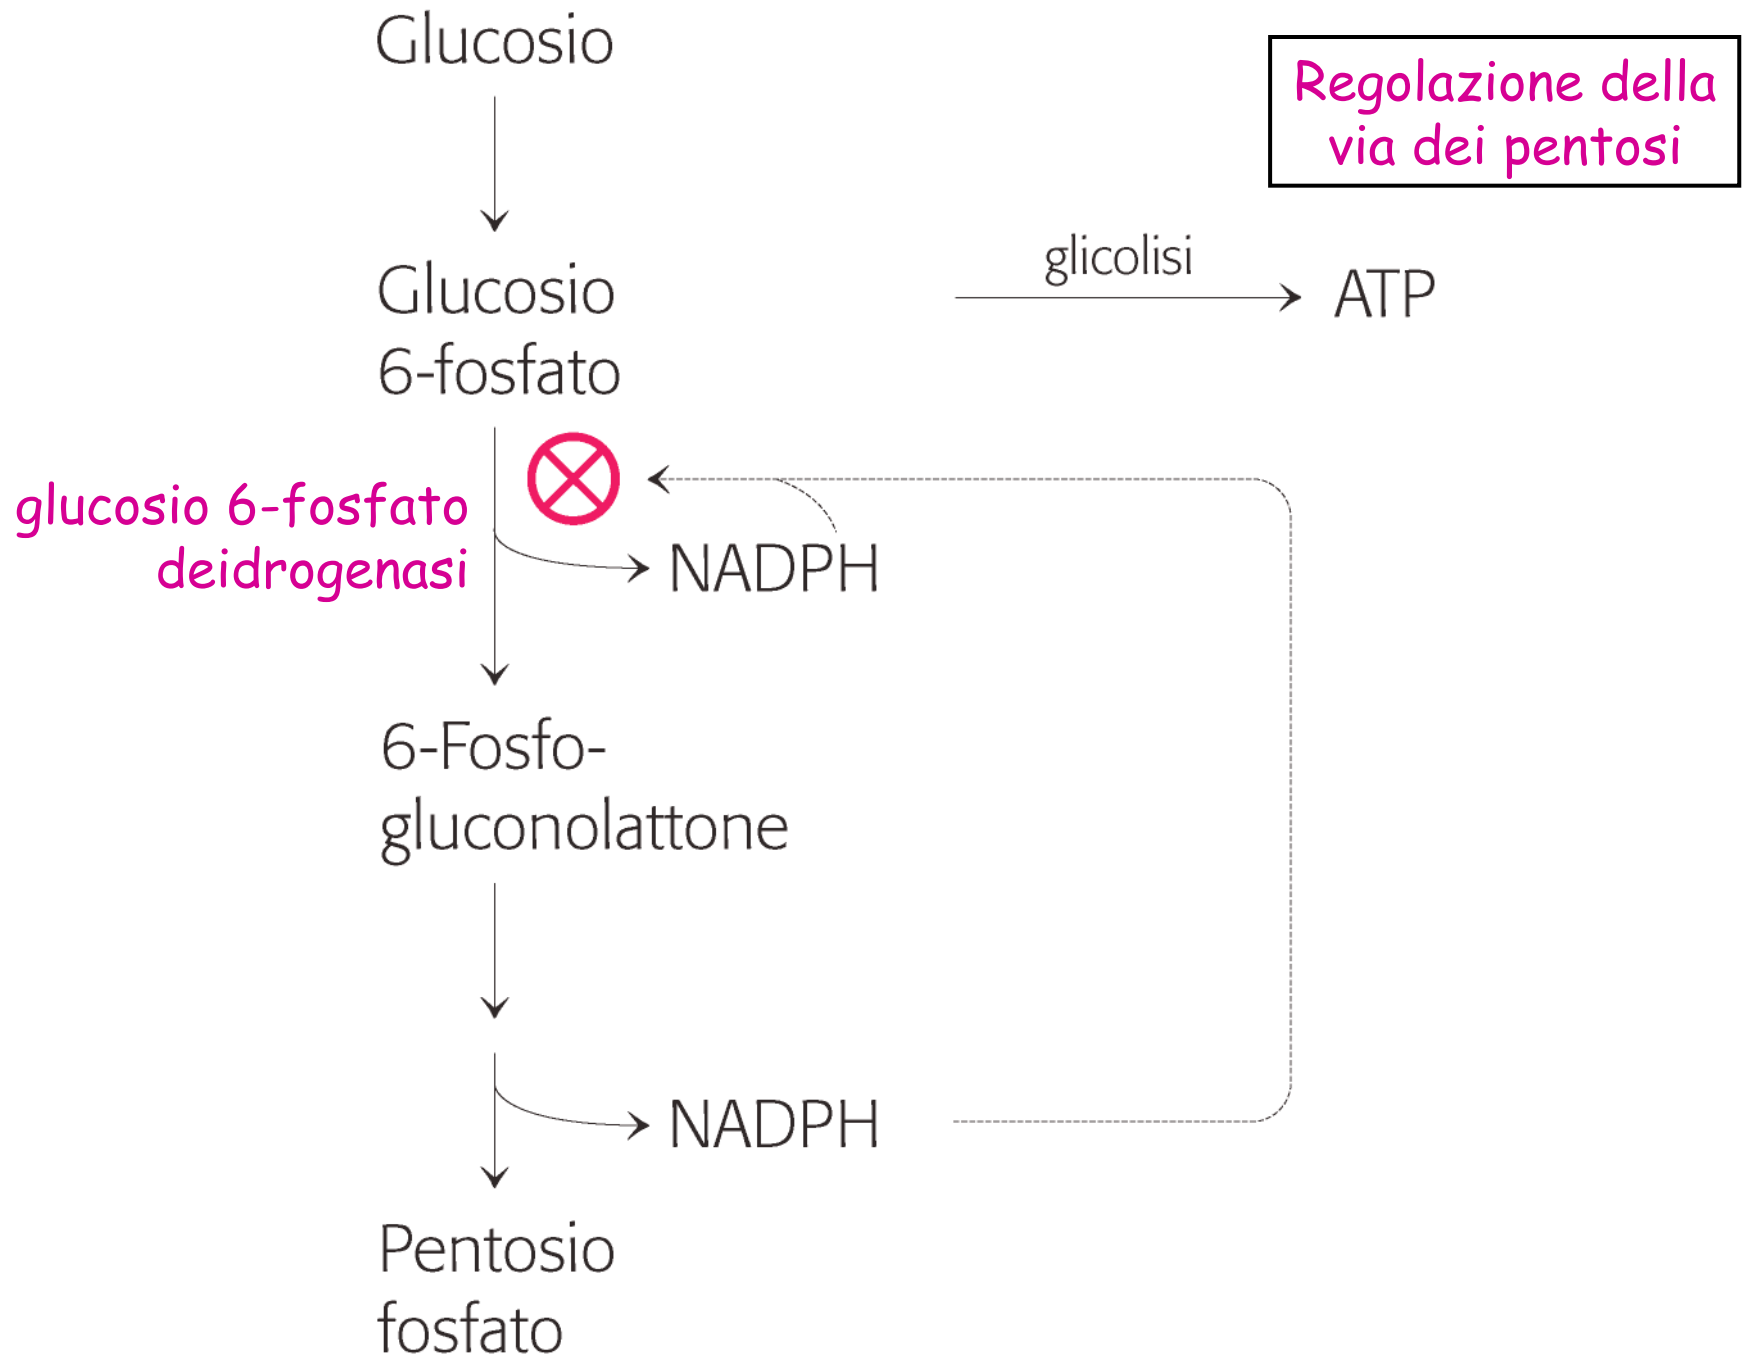 Glucosio
Regolazione della
via dei pentosi
glicolisi
Glucosio
6-fosfato
ATP
glucosio 6-fosfato
deidrogenasi
NADPH
6-Fosfo-
gluconolattone
NADPH
Pentosio
fosfato